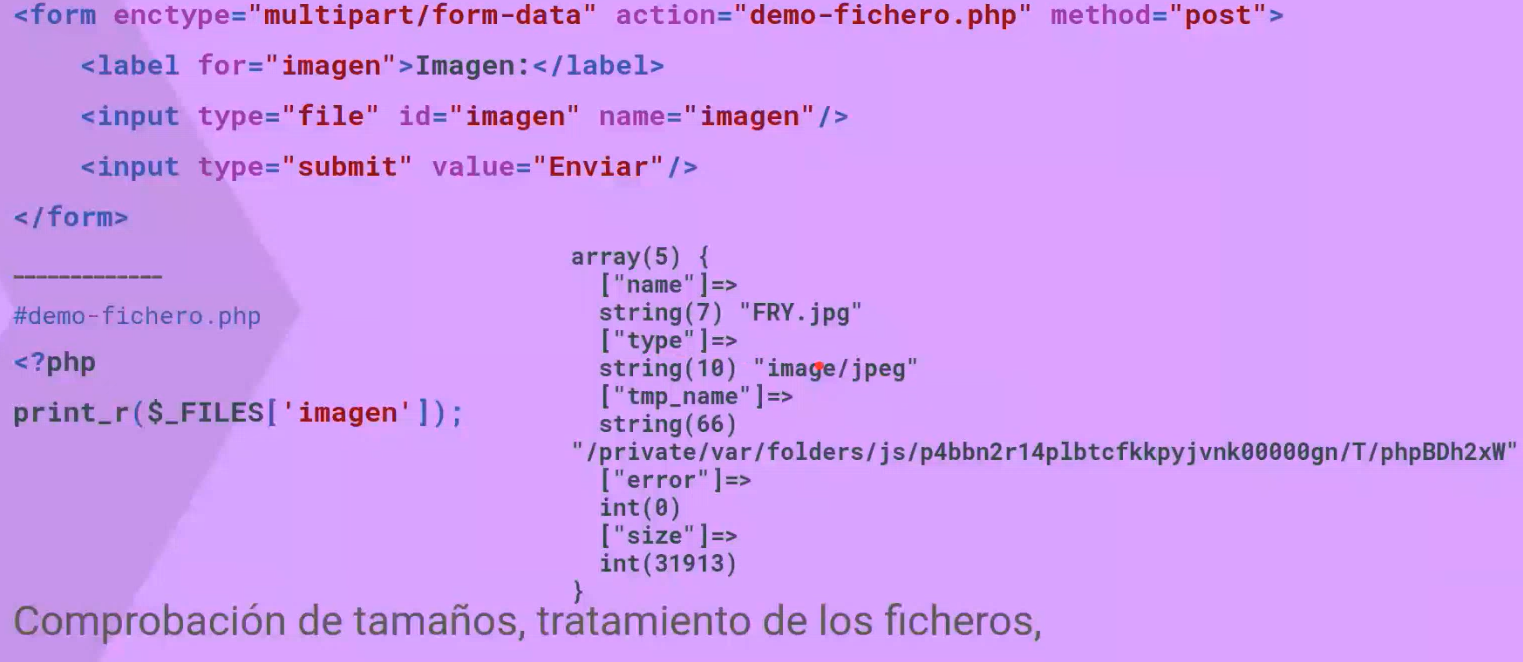 <form enctype="multipart/form-data" action="demo-fichero.php" method="post">
<label for="imagen">Imagen:</label>
<input type="file" id="imagen" name="imagen"/>
<input type="submit" value="Enviar"/>
</form>
-------------
#demo-fichero.php
<?php
print_r($_FILES['imagen']);
array(5) {
["name"]=>
string(7) "FRY.jpg"
["type"]=>
string(10) "image/jpeg"
["tmp_name"]=>
string(66)
"/private/var/folders/js/p4bbn2r14plbtcfkkpyjvnk00000gn/T/phpBDh2xW"
["error"]=>
int(0)
["size"]=>
int(31913)
}
Comprobación de tamaños, tratamiento de los ficheros,